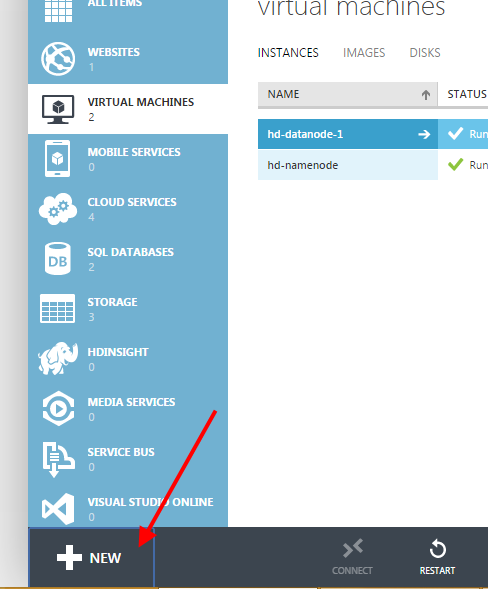 ALL ITEMS
WEBSITES
1
VIRTUAL MACHINES
2
MOBILE SERVICES
0
CLOUD SERVICES
4
DB
SQL DATABASES
2
STORAGE
3
HDINSIGHT
0
MEDIA SERVICES
0
SERVICE BUS
0
VISUAL STUDIO ONLINE
0
NEW
virtual machines
INSTANCES IMAGES DISKS
NAME STATUS
hd-datanode-1 Run
hd-namenode Run
CONNECT RESTART